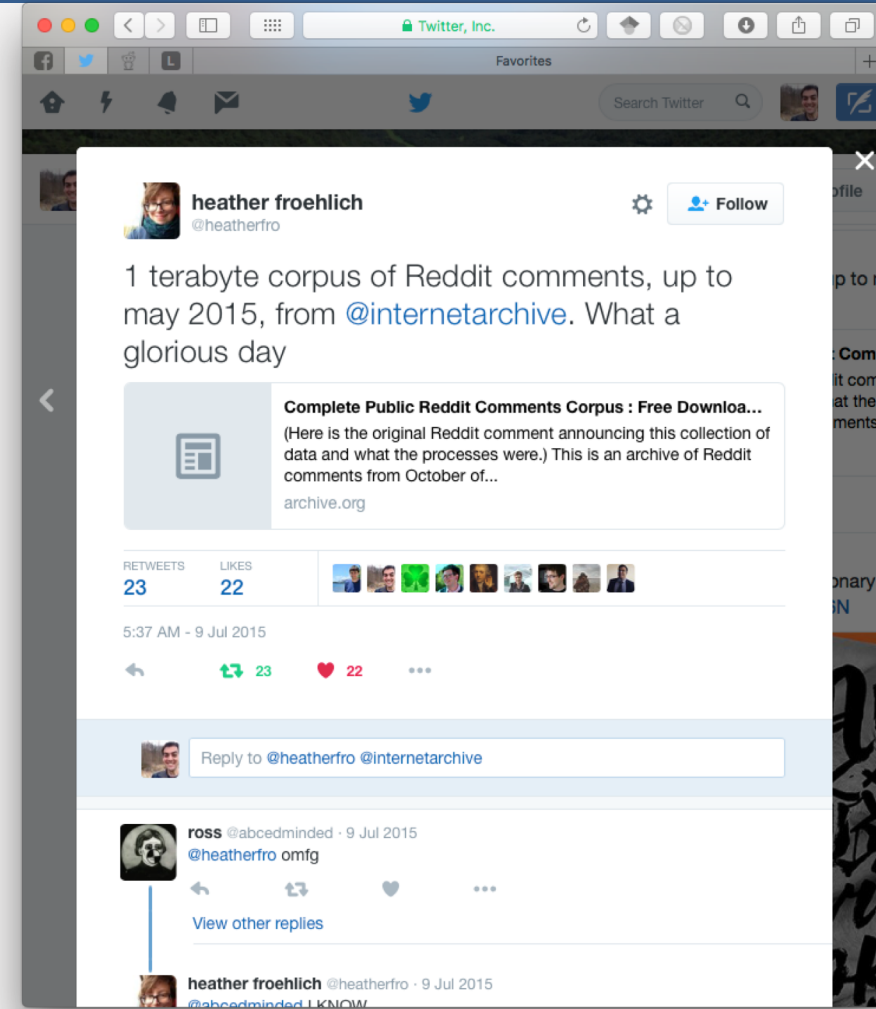 Twitter, Inc.
L
Favorites
Search Twitter
ofile
heather froehlich
@heatherfro
Follow
1 terabyte corpus of Reddit comments, up to
may 2015, from @internetarchive. What a
glorious day
Complete Public Reddit Comments Corpus : Free Downloa...
(Here is the original Reddit comment announcing this collection of
data and what the processes were.) This is an archive of Reddit
comments from October of...
archive.org
RETWEETS LIKES
23 22
5:37 AM - 9 Jul 2015
23 22
Reply to @heatherfro @internetarchive
ross @abcedminded · 9 Jul 2015
@heatherfro omfg
View other replies
heather froehlich @heatherfro · 9 Jul 2015
@abcedminded I KNOW